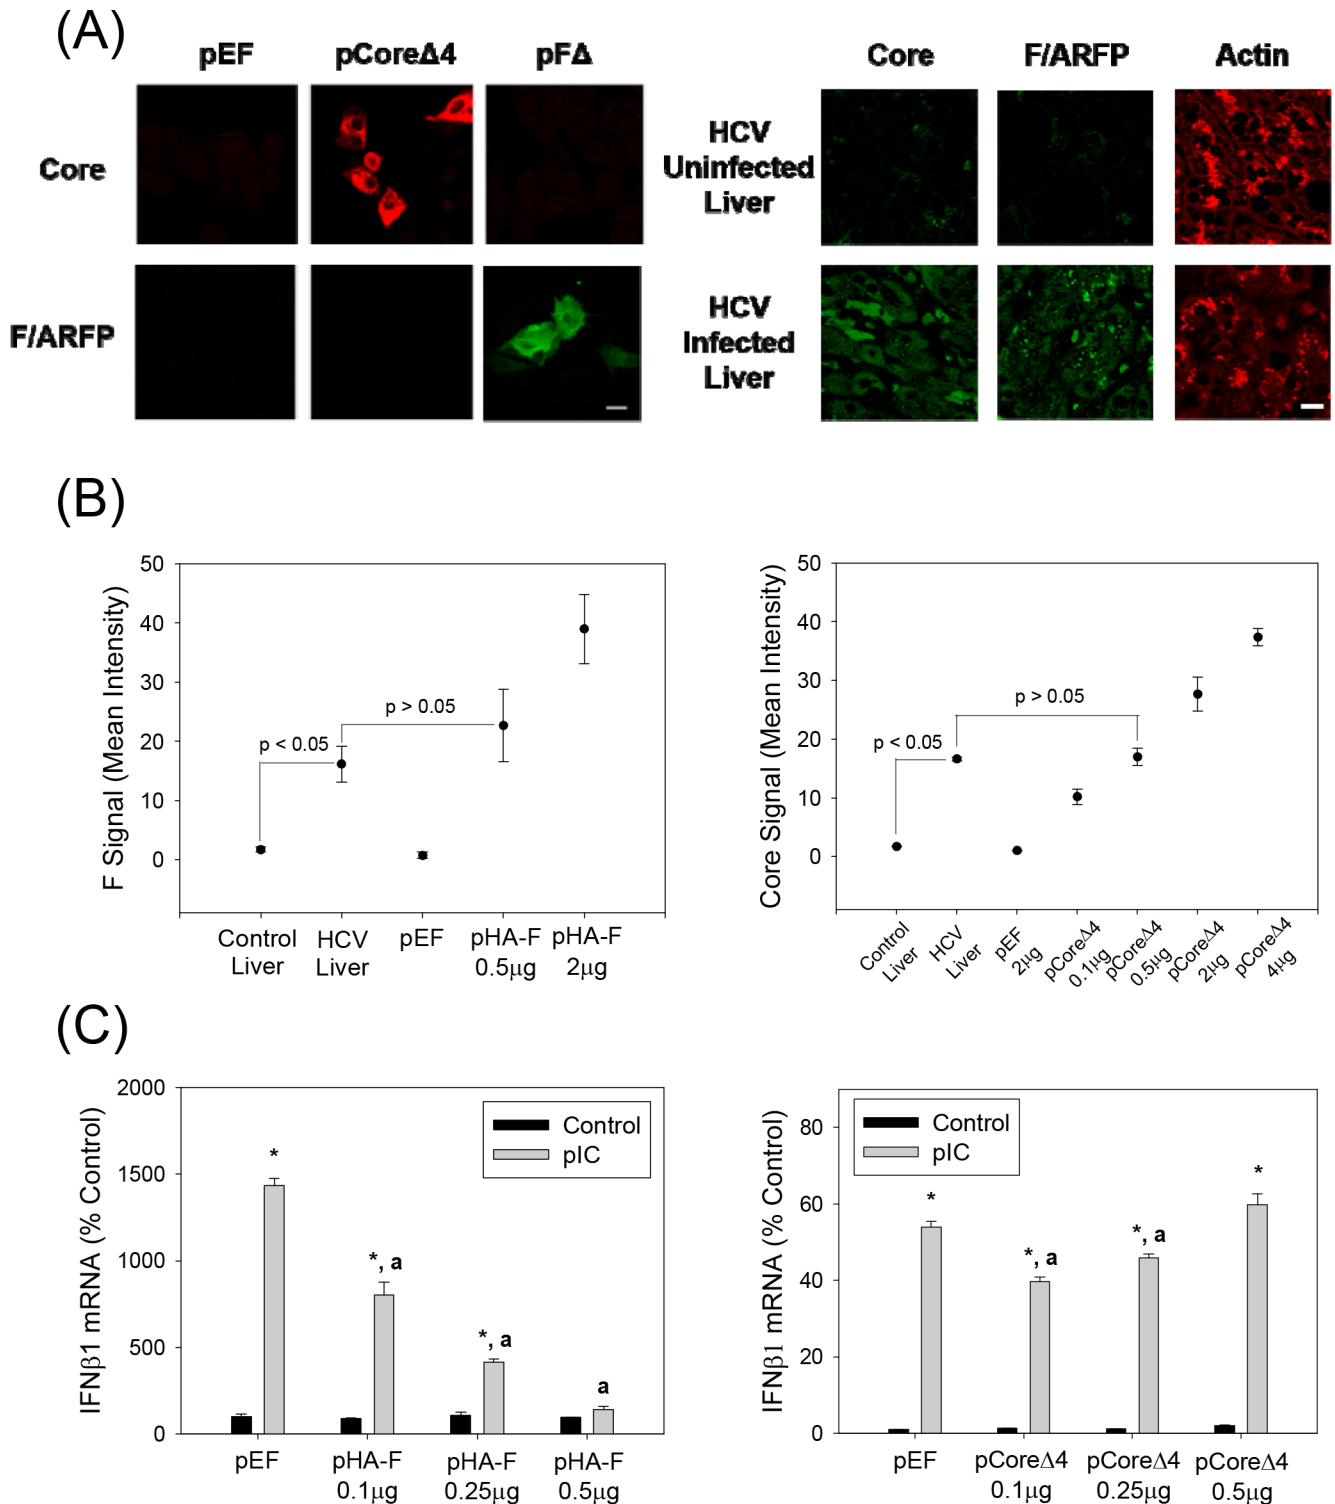 (A)
pEF pCoreΔ4 pFΔ
Core
F/ARFP
Core F/ARFP Actin
HCV
Uninfected
Liver
HCV
Infected
Liver
(B)
F Signal (Mean Intensity)
50
40
30
20
10
0
p < 0.05
p > 0.05
Control
Liver
HCV
Liver
pEF
pHA-F
0.5μg
pHA-F
2μg
Core Signal (Mean Intensity)
50
40
30
20
10
0
p < 0.05
p > 0.05
Control
Liver
HCV
Liver
pEF
2μg
pCoreΔ4
0.1μg
pCoreΔ4
0.5μg
pCoreΔ4
2μg
pCoreΔ4
4μg
(C)
IFNβ1 mRNA (% Control)
2000
1500
1000
500
0
Control
pIC
*
*, a
*, a
a
pEF
pHA-F
0.1μg
pHA-F
0.25μg
pHA-F
0.5μg
IFNβ1 mRNA (% Control)
80
60
40
20
0
Control
pIC
*
*, a
*, a
*
pEF
pCoreΔ4
0.1μg
pCoreΔ4
0.25μg
pCoreΔ4
0.5μg